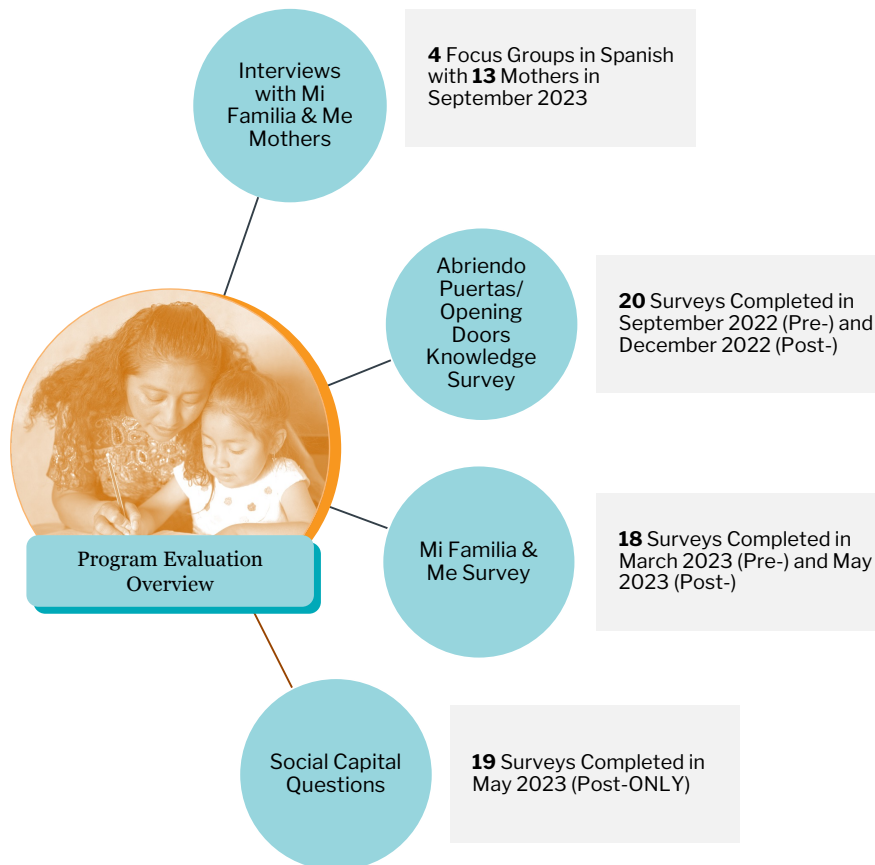 Interviews
with Mi
Familia & Me
Mothers
4 Focus Groups in Spanish
with 13 Mothers in
September 2023
Abriendo
Puertas/
Opening
Doors
Knowledge
Survey
20 Surveys Completed in
September 2022 (Pre-) and
December 2022 (Post-)
Program Evaluation
Overview
Mi Familia &
Me Survey
18 Surveys Completed in
March 2023 (Pre-) and May
2023 (Post-)
Social Capital
Questions
19 Surveys Completed in
May 2023 (Post-ONLY)